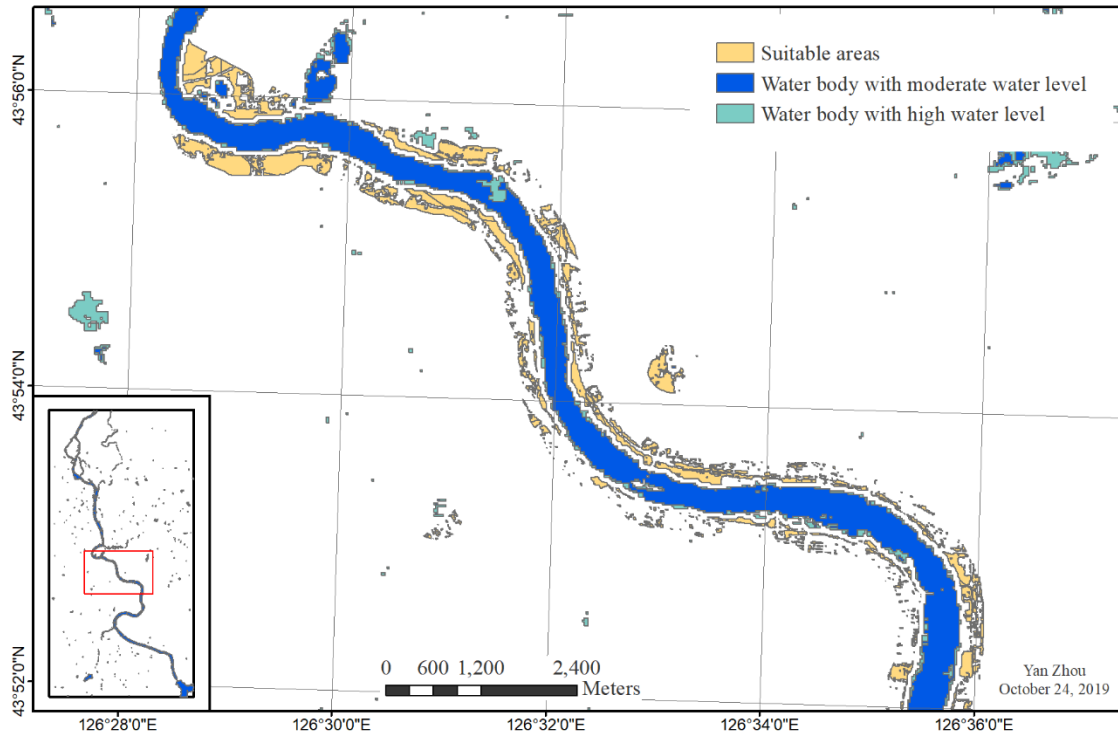 Suitable areas
Water body with moderate water level
Water body with high water level
43°56'0"N
43°54'0"N
43°52'0"N
0 600 1,200 2,400
Meters
Yan Zhou
October 24, 2019
126°28'0"E 126°30'0"E 126°32'0"E 126°34'0"E 126°36'0"E